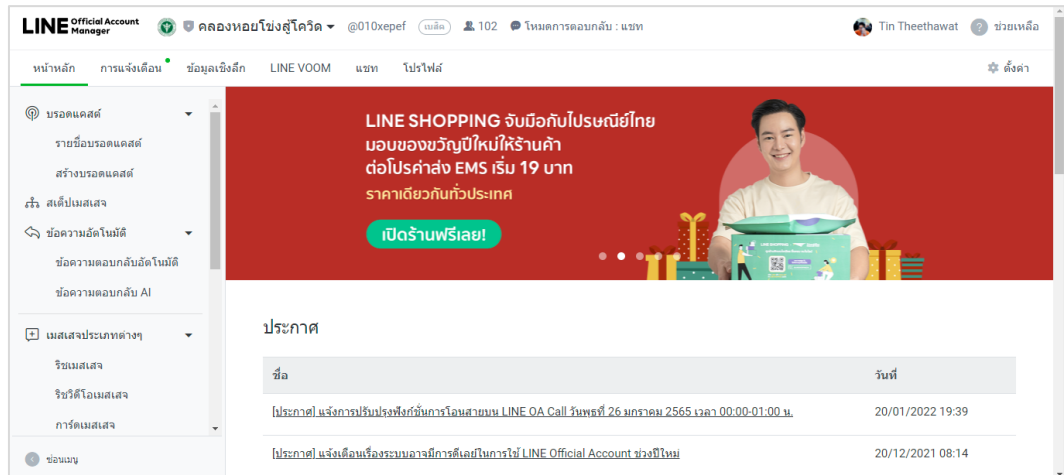 LINE Official Account Manager
คลองหอยโข่งสู้โควิด @010xepef เบสิค 102 โหมดการตอบกลับ : แชท
Tin Theethawat ? ช่วยเหลือ
หน้าหลัก การแจ้งเตือน ข้อมูลเชิงลึก LINE VOOM แชท โปรไฟล์ ตั้งค่า
บรอดแคสต์
รายชื่อบรอดแคสต์
สร้างบรอดแคสต์
สเต็ปเมสเสจ
ข้อความอัตโนมัติ
ข้อความตอบกลับอัตโนมัติ
ข้อความตอบกลับ AI
เมสเสจประเภทต่างๆ
ริชเมสเสจ
ริชวิดีโอเมสเสจ
การ์ดเมสเสจ
ซ่อนเมนู
LINE SHOPPING จับมือกับไปรษณีย์ไทย
มอบของขวัญปีใหม่ให้ร้านค้า
ต่อโปรค่าส่ง EMS เริ่ม 19 บาท
ราคาเดียวกันทั่วประเทศ
เปิดร้านฟรีเลย!
ประกาศ
ชื่อ วันที่
[ประกาศ] แจ้งการปรับปรุงฟังก์ชั่นการโอนสายบน LINE OA Call วันพุธที่ 26 มกราคม 2565 เวลา 00:00-01:00 น. 20/01/2022 19:39
[ประกาศ] แจ้งเตือนเรื่องระบบอาจมีการดีเลย์ในการใช้ LINE Official Account ช่วงปีใหม่ 20/12/2021 08:14